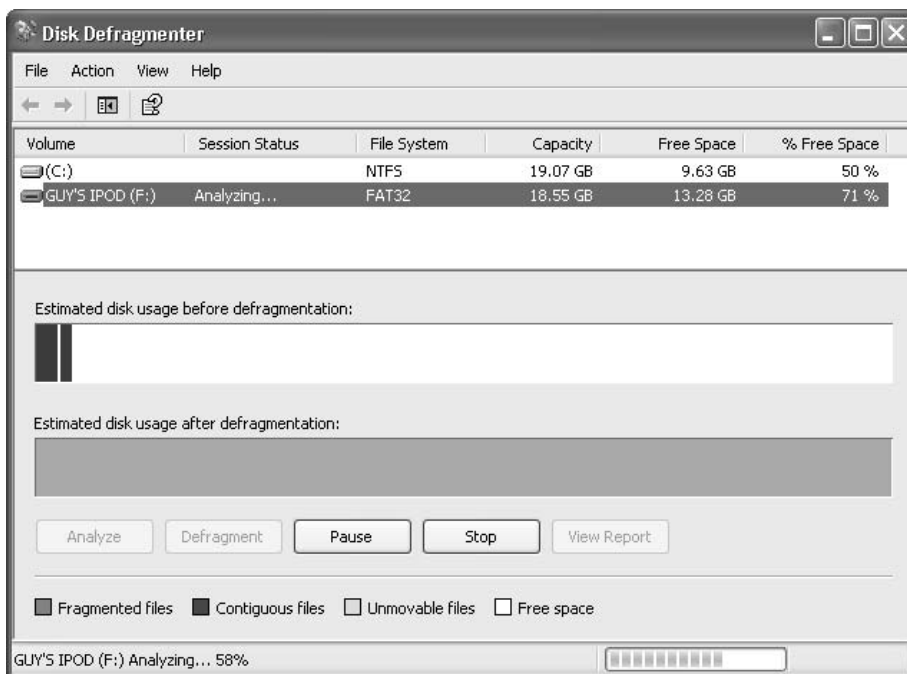 Disk Defragmenter
File Action View Help
Volume Session Status File System Capacity Free Space % Free Space
(C:) NTFS 19.07 GB 9.63 GB 50 %
GUY'S IPOD (F:) Analyzing... FAT32 18.55 GB 13.28 GB 71 %
Estimated disk usage before defragmentation:
Estimated disk usage after defragmentation:
Analyze Defragment Pause Stop View Report
Fragmented files Contiguous files Unmovable files Free space
GUY'S IPOD (F:) Analyzing... 58%